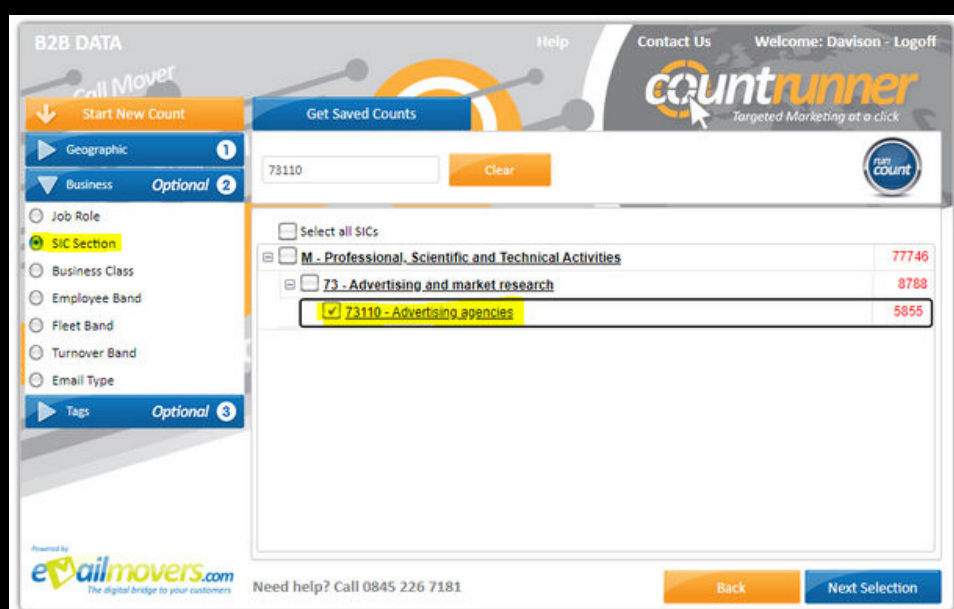 B2B DATA
Help
Contact Us
Welcome: Davison - Logoff
Call Mover
countrunner
Targeted Marketing at a click
Start New Count
Get Saved Counts
Geographic 1
73110
Clear
run count
Business Optional 2
Job Role
SIC Section
Business Class
Employee Band
Fleet Band
Turnover Band
Email Type
Tags Optional 3
Select all SICs
M - Professional, Scientific and Technical Activities 77746
73 - Advertising and market research 8788
73110 - Advertising agencies 5855
Powered by
emailmovers.com
The digital bridge to your customers
Need help? Call 0845 226 7181
Back
Next Selection